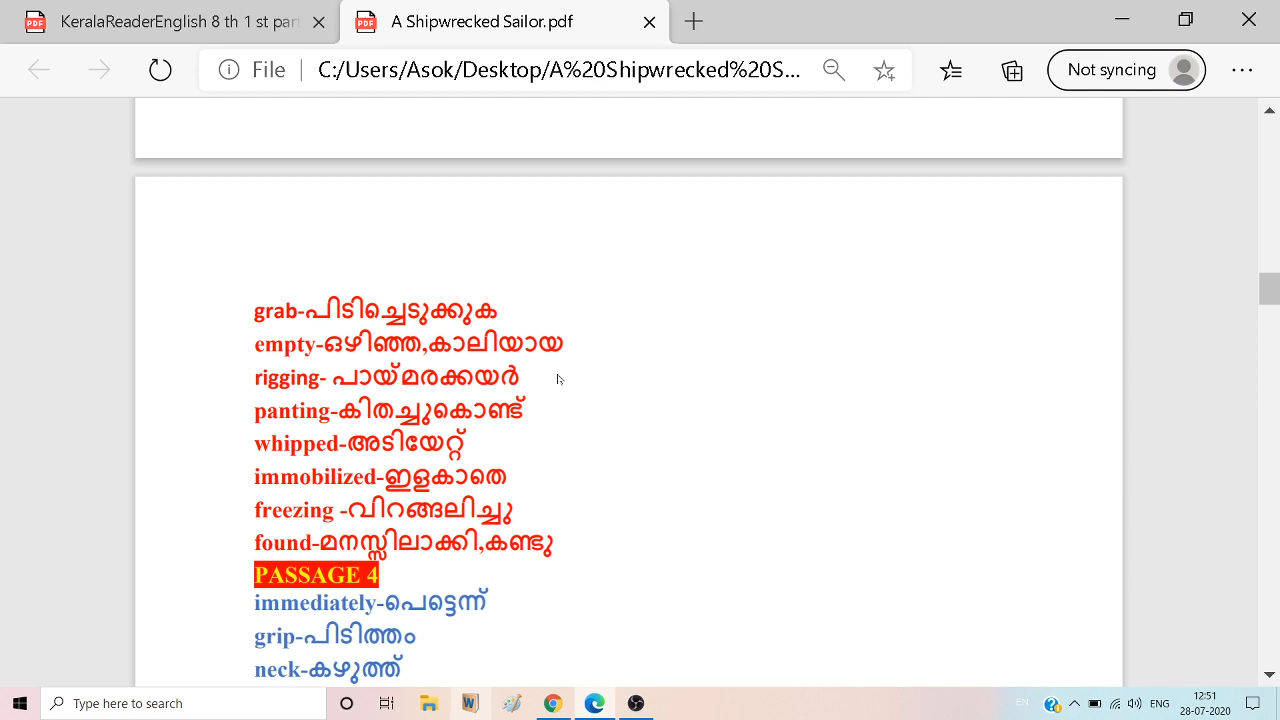 KeralaReaderEnglish 8 th 1 st par
A Shipwrecked Sailor.pdf
File
C:/Users/Asok/Desktop/A%20Shipwrecked%20S...
Not syncing
grab-പിടിച്ചെടുക്കുക
empty-ഒഴിഞ്ഞ,കാലിയായ
rigging- പായ്മരക്കയർ
panting-കിതച്ചുകൊണ്ട്
whipped-അടിയേറ്റ്
immobilized-ഇളകാതെ
freezing -വിറങ്ങലിച്ചു
found-മനസ്സിലാക്കി,കണ്ടു
PASSAGE 4
immediately-പെട്ടെന്ന്
grip-പിടിത്തം
neck-കഴുത്ത്
Type here to search
EN
ENG
12:51
28-07-2020